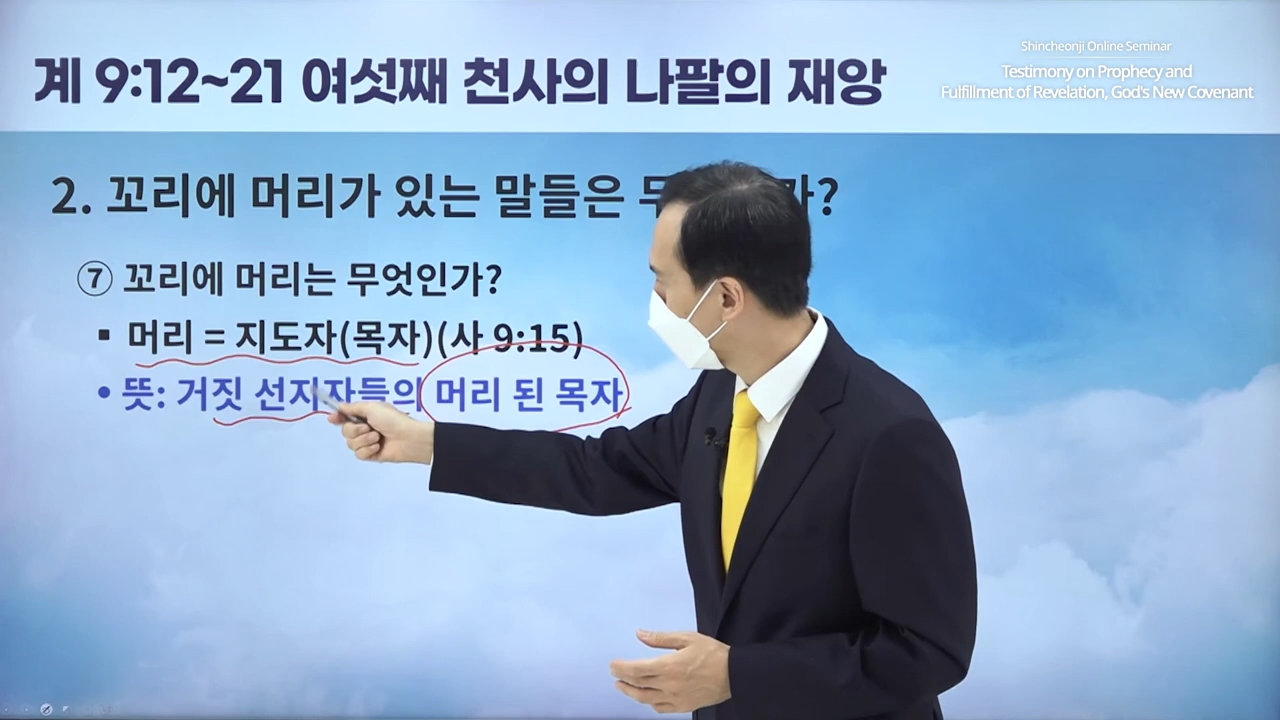 계 9:12~21 여섯째 천사의 나팔의 재앙
Shincheonji Online Seminar
Testimony on Prophecy and
Fulfillment of Revelation, God's New Covenant
2. 꼬리에 머리가 있는 말들은 가?
⑦ 꼬리에 머리는 무엇인가?
▪ 머리 = 지도자(목자)(사 9:15)
• 뜻: 거짓 선지자들의 머리 된 목자